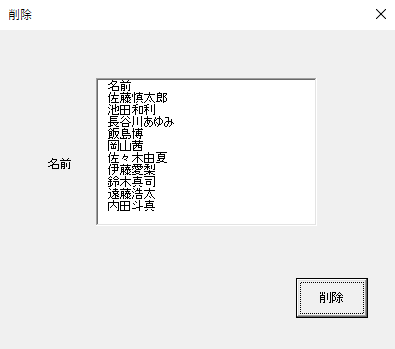 削除
名前
佐藤慎太郎
池田和利
長谷川あゆみ
飯島博
岡山茜
佐々木由夏
伊藤愛梨
鈴木真司
遠藤浩太
内田斗真
名前
削除